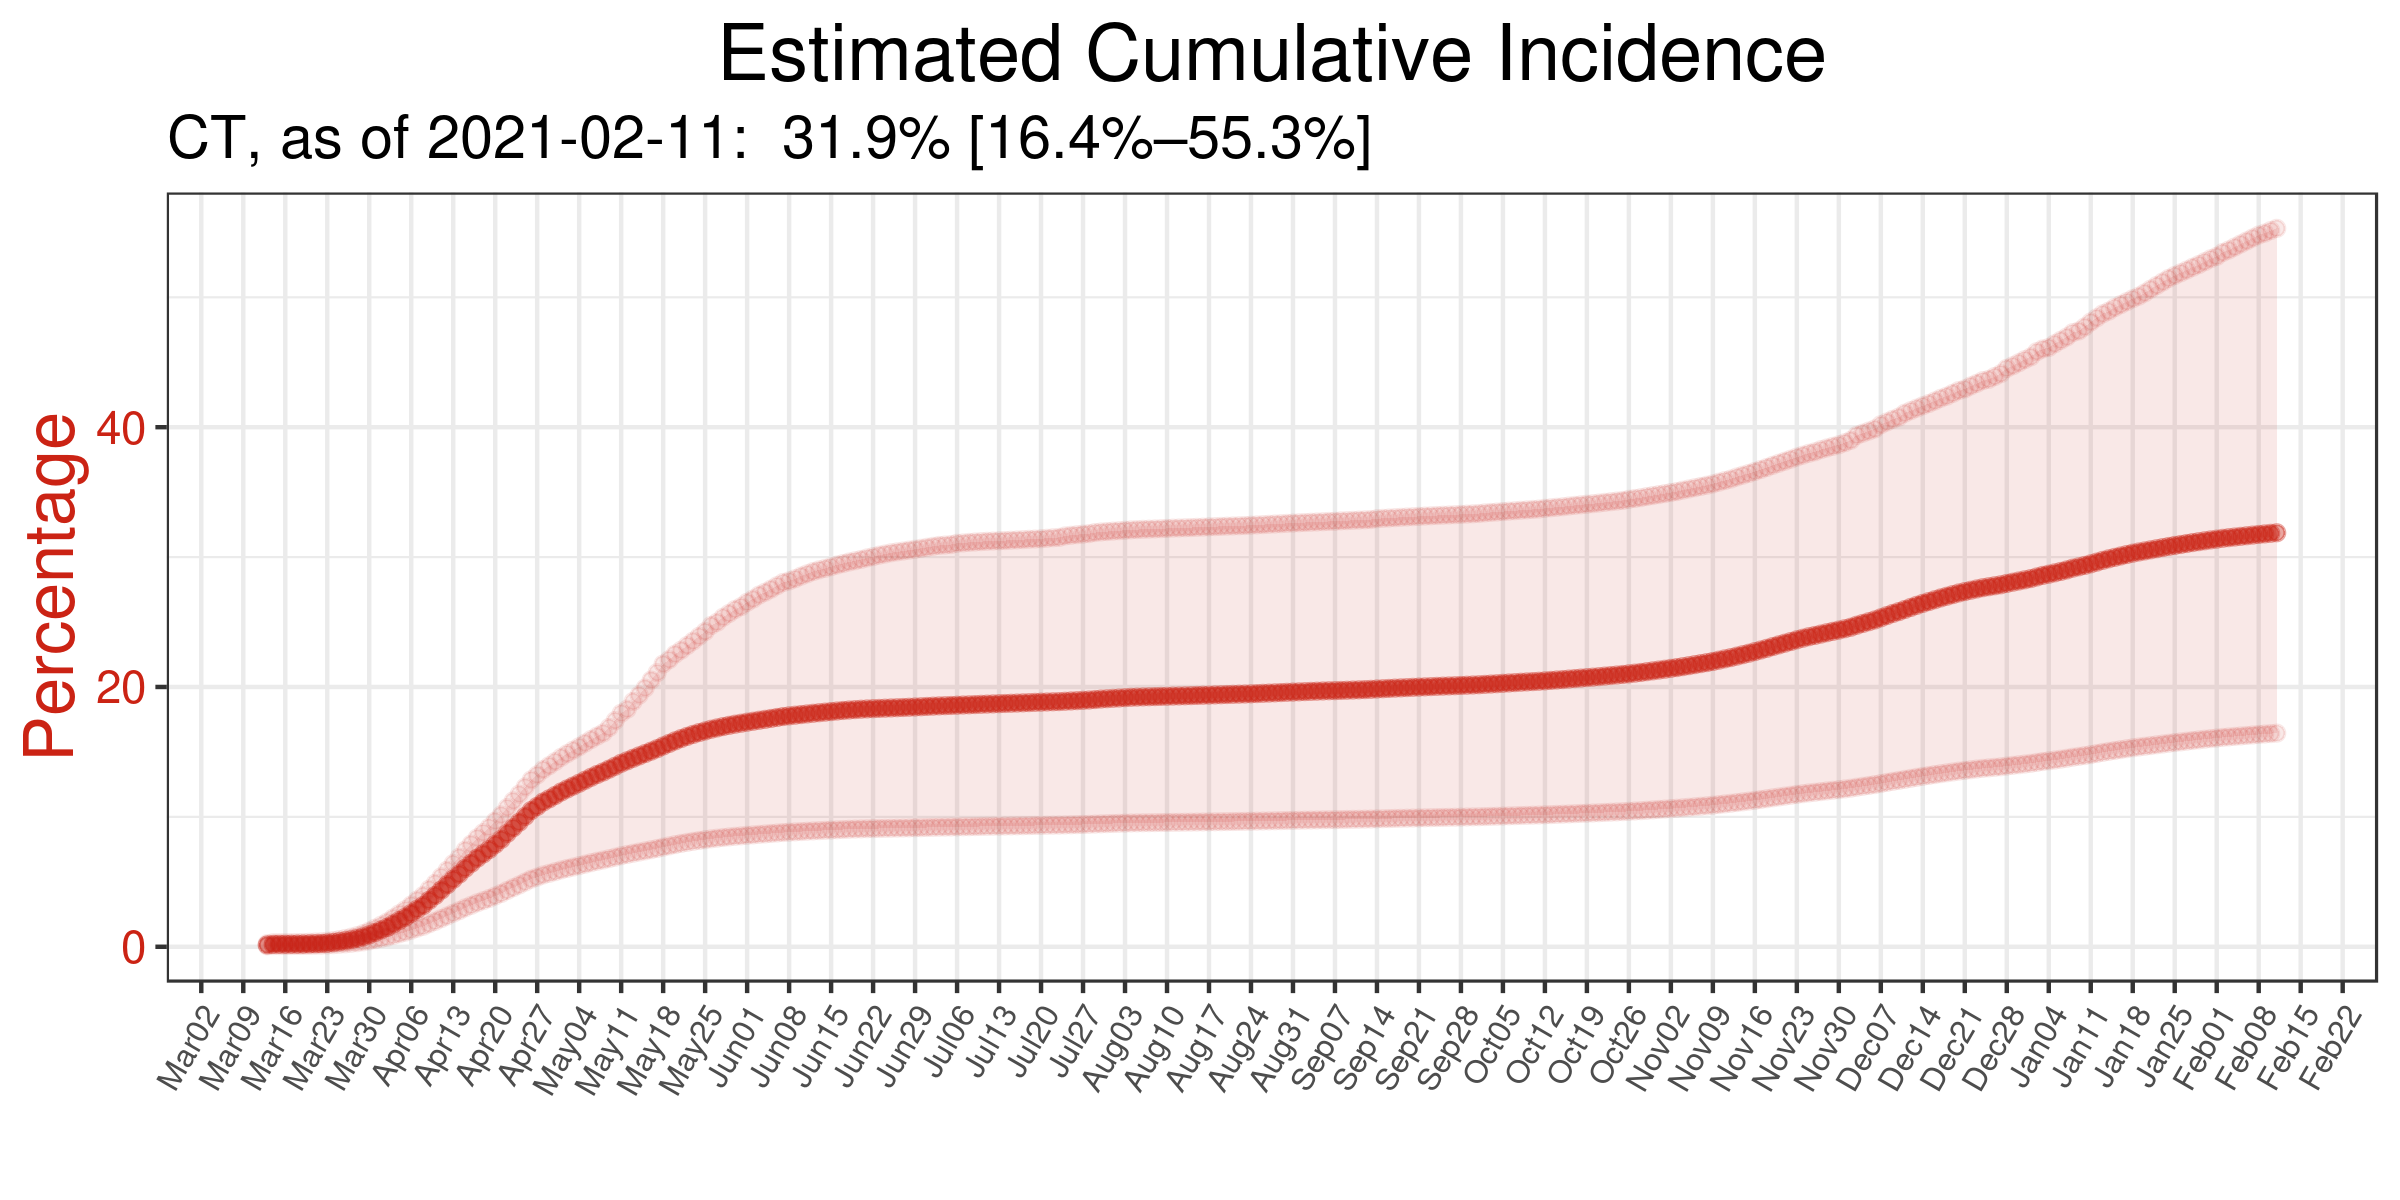 Estimated Cumulative Incidence
CT, as of 2021-02-11:  31.9% [16.4%–55.3%]
Percentage
40
20
0
Mar02
Mar09
Mar16
Mar23
Mar30
Apr06
Apr13
Apr20
Apr27
May04
May11
May18
May25
Jun01
Jun08
Jun15
Jun22
Jun29
Jul06
Jul13
Jul20
Jul27
Aug03
Aug10
Aug17
Aug24
Aug31
Sep07
Sep14
Sep21
Sep28
Oct05
Oct12
Oct19
Oct26
Nov02
Nov09
Nov16
Nov23
Nov30
Dec07
Dec14
Dec21
Dec28
Jan04
Jan11
Jan18
Jan25
Feb01
Feb08
Feb15
Feb22